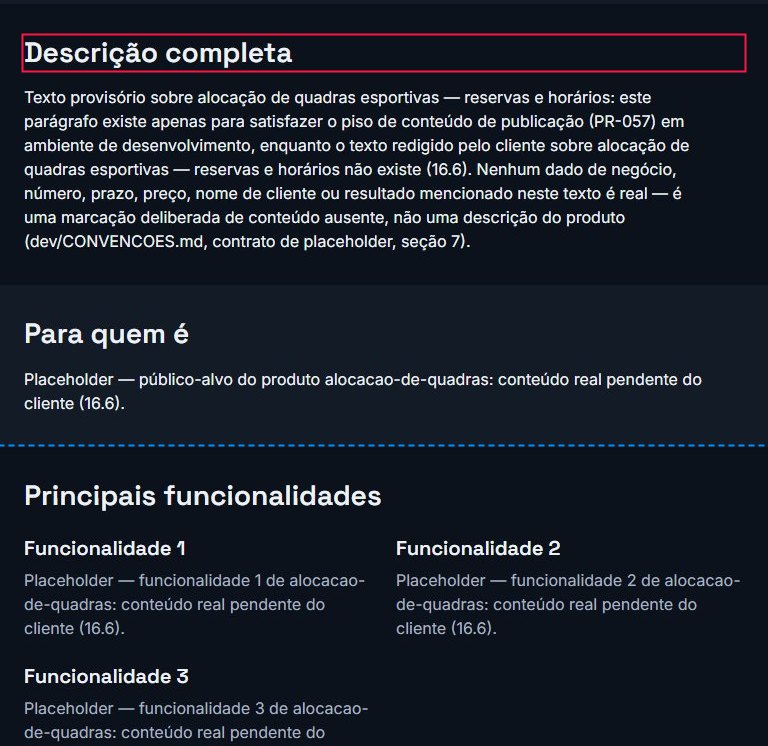 Descrição completa
Texto provisório sobre alocação de quadras esportivas — reservas e horários: este
parágrafo existe apenas para satisfazer o piso de conteúdo de publicação (PR-057) em
ambiente de desenvolvimento, enquanto o texto redigido pelo cliente sobre alocação de
quadras esportivas — reservas e horários não existe (16.6). Nenhum dado de negócio,
número, prazo, preço, nome de cliente ou resultado mencionado neste texto é real — é
uma marcação deliberada de conteúdo ausente, não uma descrição do produto
(dev/CONVENCOES.md, contrato de placeholder, seção 7).
Para quem é
Placeholder — público-alvo do produto alocacao-de-quadras: conteúdo real pendente do
cliente (16.6).
Principais funcionalidades
Funcionalidade 1
Placeholder — funcionalidade 1 de alocacao-
de-quadras: conteúdo real pendente do
cliente (16.6).
Funcionalidade 2
Placeholder — funcionalidade 2 de alocacao-
de-quadras: conteúdo real pendente do
cliente (16.6).
Funcionalidade 3
Placeholder — funcionalidade 3 de alocacao-
de-quadras: conteúdo real pendente do